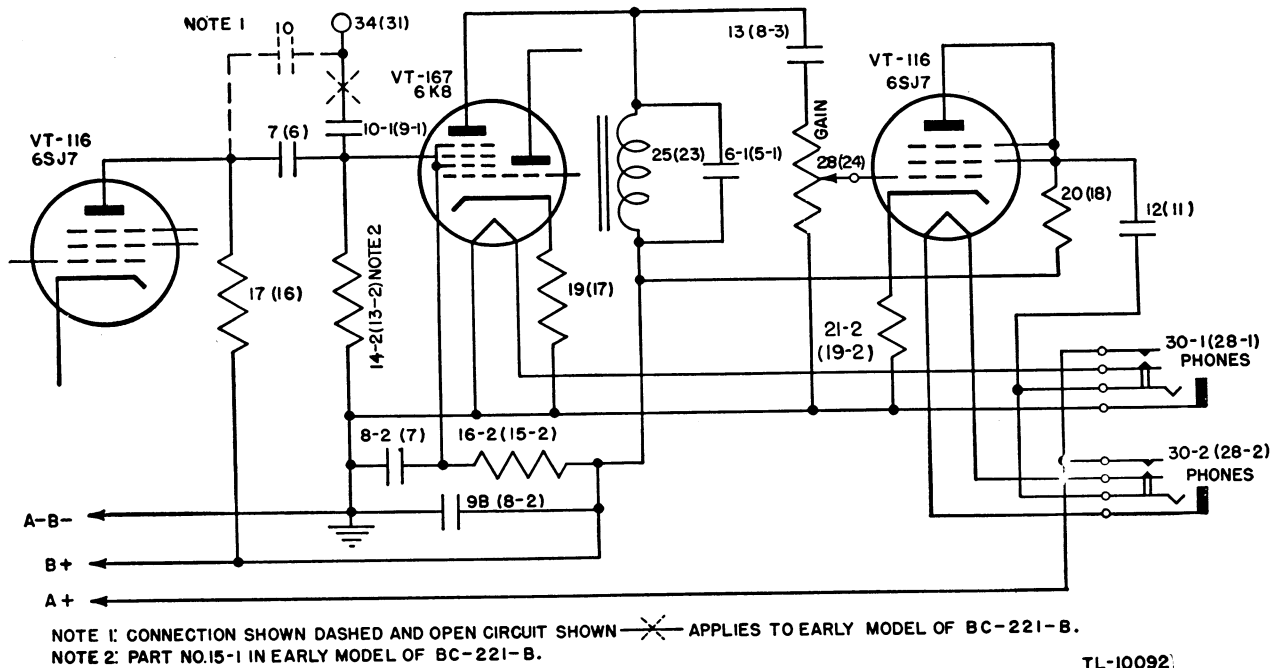 NOTE 1
10
34(31)
13 (8-3)
VT-167
6K8
VT-116
6SJ7
VT-116
6SJ7
7(6)
10-1(9-1)
GAIN
25(23)
6-1(5-1)
28(24)
20(18)
12(11)
17 (16)
14-2(13-2)NOTE2
19(17)
21-2
(19-2)
30-1(28-1)
PHONES
8-2 (7)
16-2(15-2)
30-2 (28-2)
PHONES
9B (8-2)
A-B-
B+
A+
NOTE 1: CONNECTION SHOWN DASHED AND OPEN CIRCUIT SHOWN APPLIES TO EARLY MODEL OF BC-221-B.
NOTE 2: PART NO.15-1 IN EARLY MODEL OF BC-221-B.
TL-10092